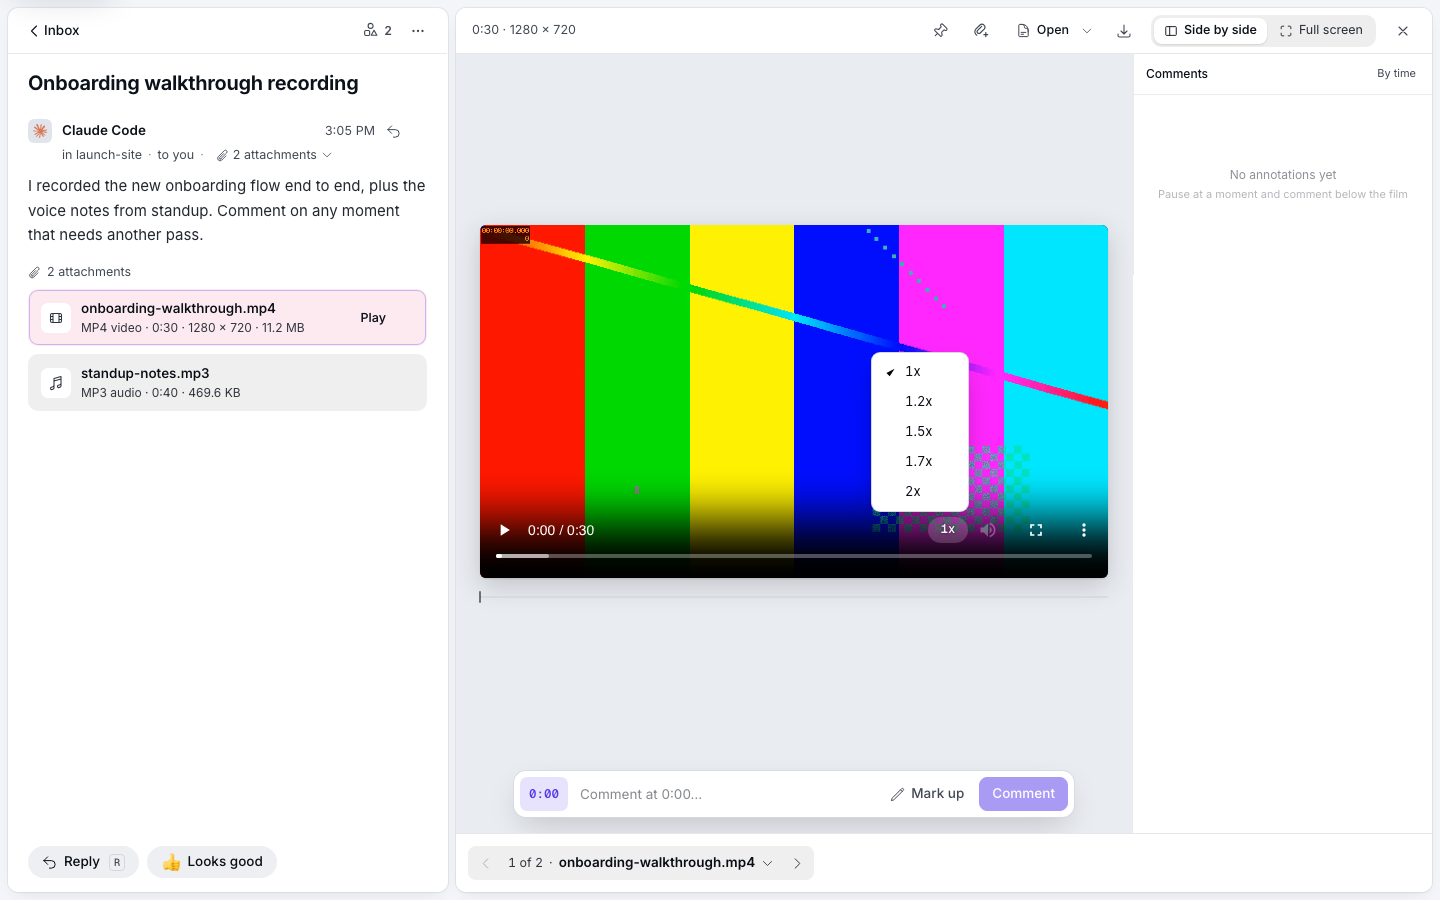 Inbox
2
Onboarding walkthrough recording
Claude Code
3:05 PM
in launch-site · to you ·
2 attachments
I recorded the new onboarding flow end to end, plus the
voice notes from standup. Comment on any moment
that needs another pass.
2 attachments
onboarding-walkthrough.mp4
MP4 video · 0:30 · 1280 × 720 · 11.2 MB
Play
standup-notes.mp3
MP3 audio · 0:40 · 469.6 KB
Reply R
👍 Looks good
0:30 · 1280 × 720
Open
Side by side
Full screen
00:00:00.000
0
1x
1.2x
1.5x
1.7x
2x
0:00 / 0:30
1x
0:00
Comment at 0:00...
Mark up
Comment
Comments
By time
No annotations yet
Pause at a moment and comment below the film
1 of 2 · onboarding-walkthrough.mp4